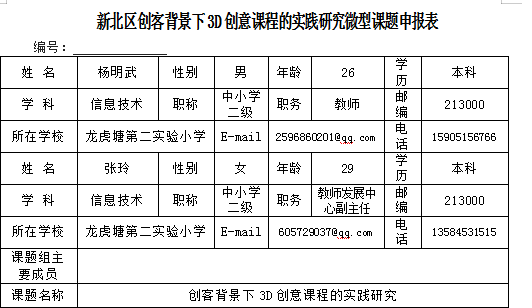 新北区创客背景下3D创意课程的实践研究微型课题申报表
编号：
姓 名 杨明武 性别 男 年龄 26 学历 本科
学 科 信息技术 职称 中小学二级 职务 教师 邮编 213000
所在学校 龙虎塘第二实验小学 E-mail 2596860201@qq.com 电话 15905156766
姓 名 张玲 性别 女 年龄 29 学历 本科
学 科 信息技术 职称 中小学二级 职务 教师发展中心副主任 邮编 213000
所在学校 龙虎塘第二实验小学 E-mail 605729037@qq.com 电话 13584531515
课题组主要成员
课题名称 创客背景下3D创意课程的实践研究